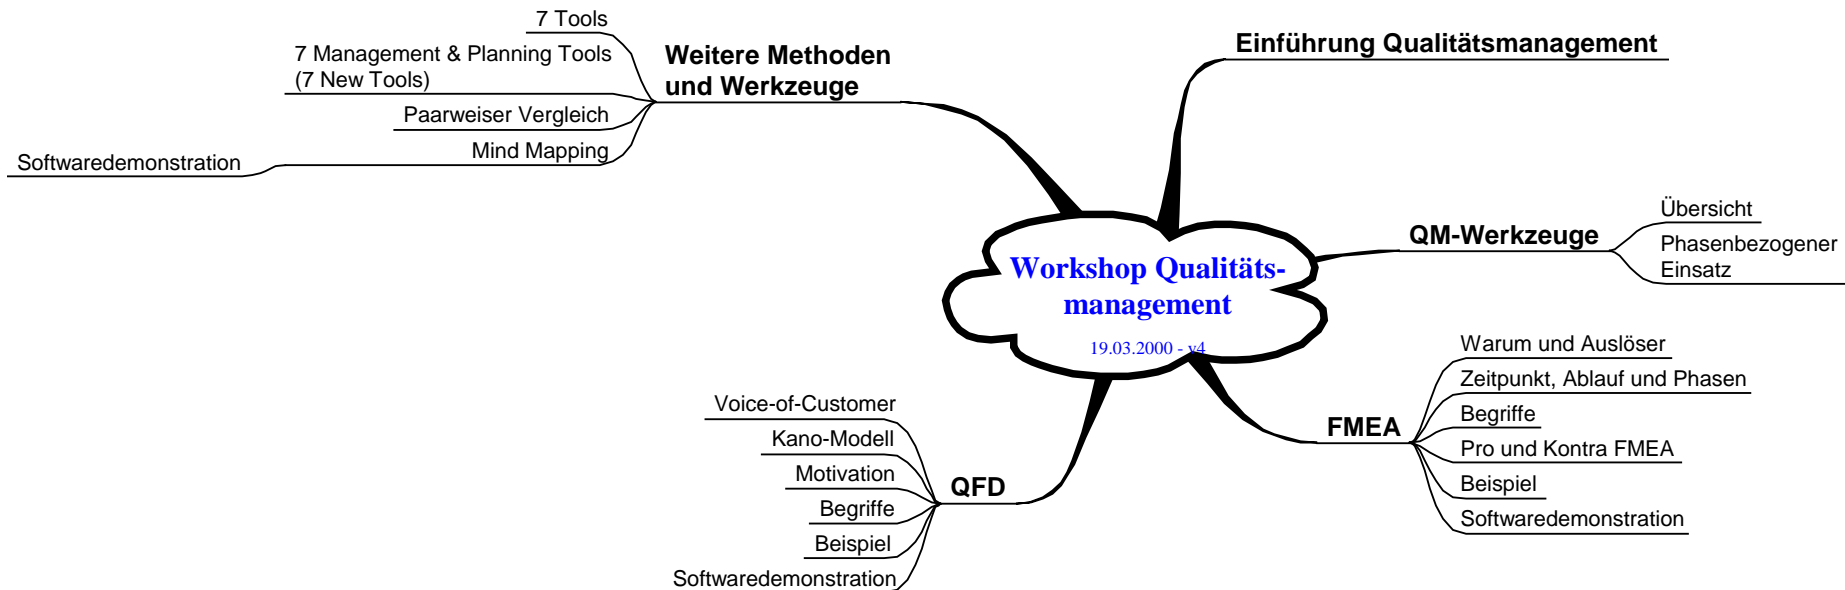 Workshop Qualitäts-
management
19.03.2000 - v4
Einführung Qualitätsmanagement
QM-Werkzeuge
Übersicht
Phasenbezogener
Einsatz
FMEA
Warum und Auslöser
Zeitpunkt, Ablauf und Phasen
Begriffe
Pro und Kontra FMEA
Beispiel
Softwaredemonstration
QFD
Voice-of-Customer
Kano-Modell
Motivation
Begriffe
Beispiel
Softwaredemonstration
Weitere Methoden
und Werkzeuge
7 Tools
7 Management & Planning Tools
(7 New Tools)
Paarweiser Vergleich
Mind Mapping
Softwaredemonstration